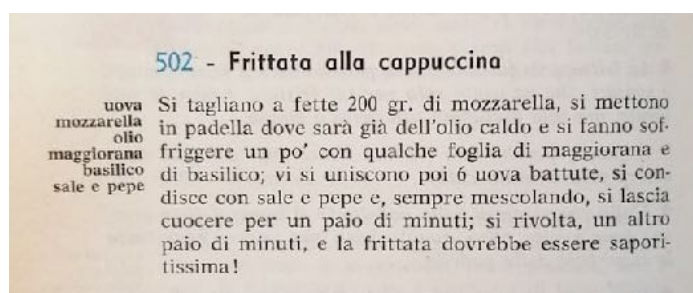 502 - Frittata alla cappuccina
uova
mozzarella
olio
maggiorana
basilico
sale e pepe
Si tagliano a fette 200 gr. di mozzarella, si mettono
in padella dove sarà già dell'olio caldo e si fanno sof-
friggere un po' con qualche foglia di maggiorana e
di basilico; vi si uniscono poi 6 uova battute, si con-
disce con sale e pepe e, sempre mescolando, si lascia
cuocere per un paio di minuti; si rivolta, un altro
paio di minuti, e la frittata dovrebbe essere sapori-
tissima!